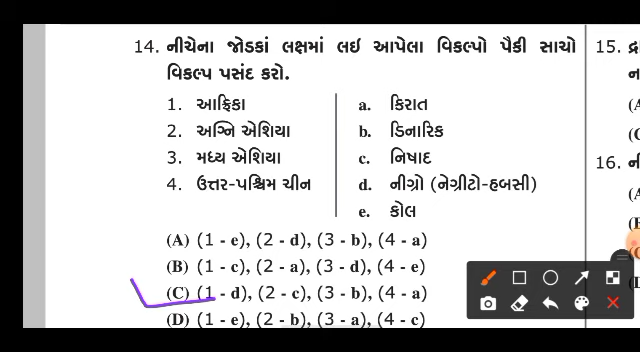 14. નીચેના જોડકાં લક્ષમાં લઈ આપેલા વિકલ્પો પૈકી સાચો
વિકલ્પ પસંદ કરો.
1. આફ્રિકા a. કિરાત
2. અગ્નિ એશિયા b. ડિનારિક
3. મધ્ય એશિયા c. નિષાદ
4. ઉત્તર-પશ્ચિમ ચીન d. નીગ્રો (નેગ્રીટો-હબસી)
e. કોલ
(A) (1 - e), (2 - d), (3 - b), (4 - a)
(B) (1 - c), (2 - a), (3 - d), (4 - e)
(C) (1 - d), (2 - c), (3 - b), (4 - a)
(D) (1 - e), (2 - b), (3 - a), (4 - c)
15.
16.